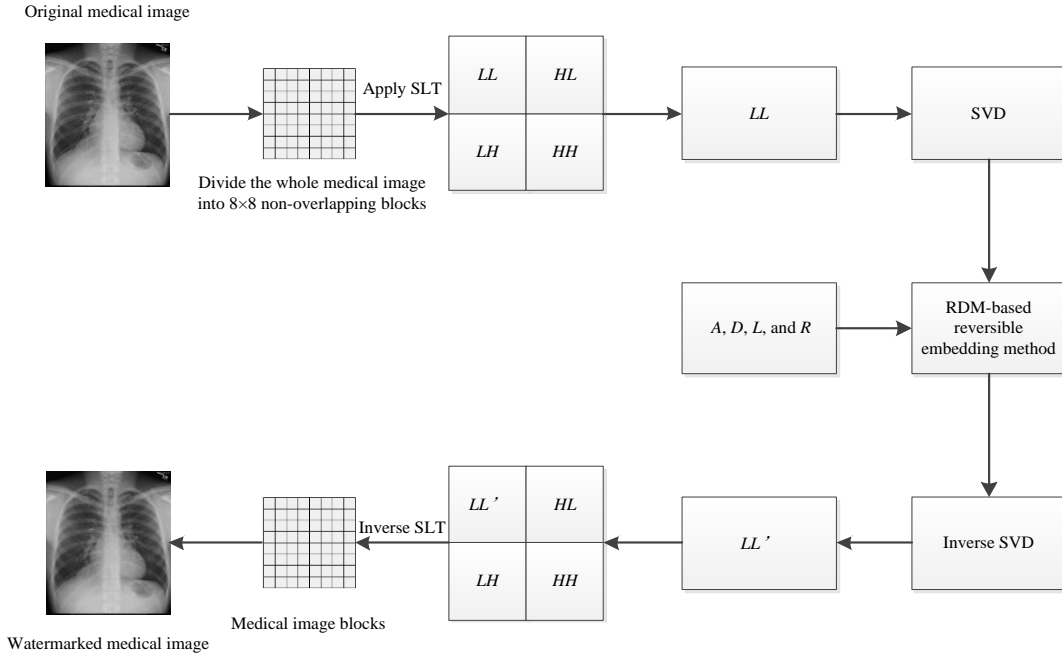 Original medical image
Apply SLT
LL
HL
LH
HH
LL
SVD
Divide the whole medical image
into 8×8 non-overlapping blocks
A, D, L, and R
RDM-based
reversible
embedding method
Inverse SVD
LL’
LL’
HL
LH
HH
Inverse SLT
Medical image blocks
Watermarked medical image